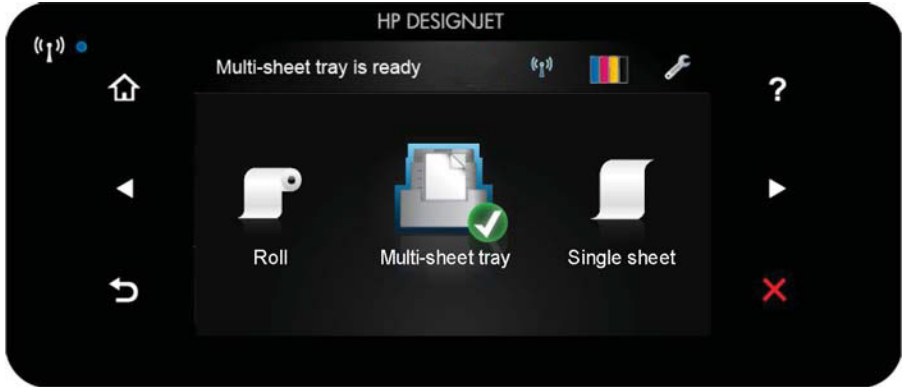 HP DESIGNJET
Multi-sheet tray is ready
?
Roll
Multi-sheet tray
Single sheet